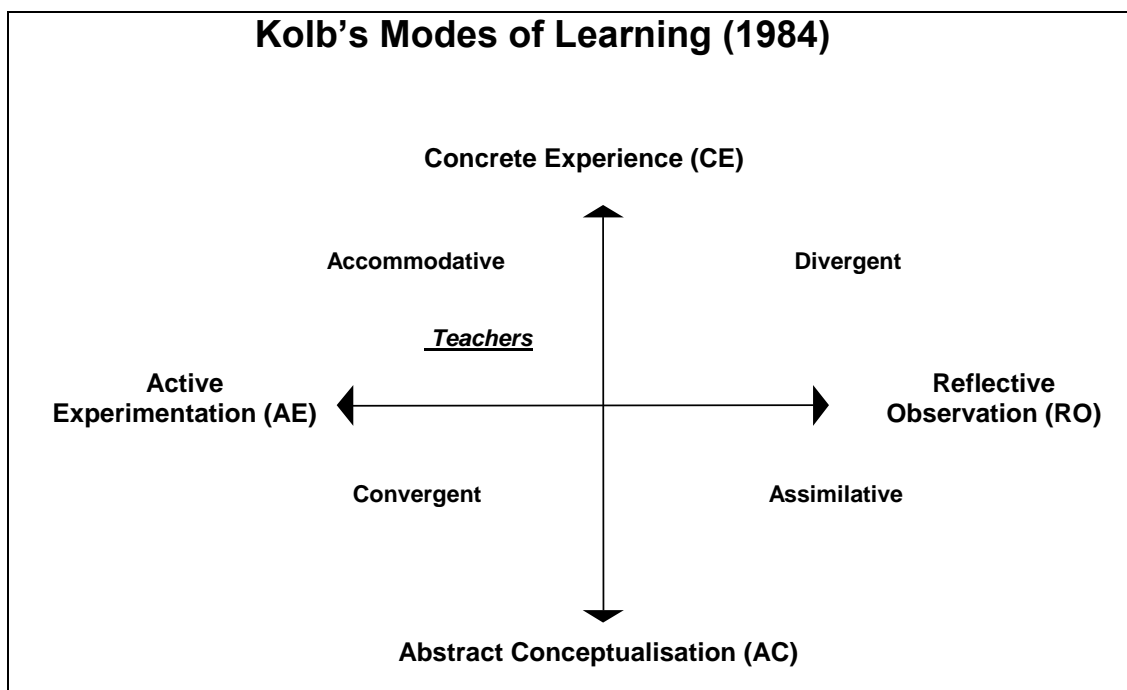 Kolb’s Modes of Learning (1984)
Concrete Experience (CE)
Accommodative
Divergent
Teachers
Active
Experimentation (AE)
Reflective
Observation (RO)
Convergent
Assimilative
Abstract Conceptualisation (AC)